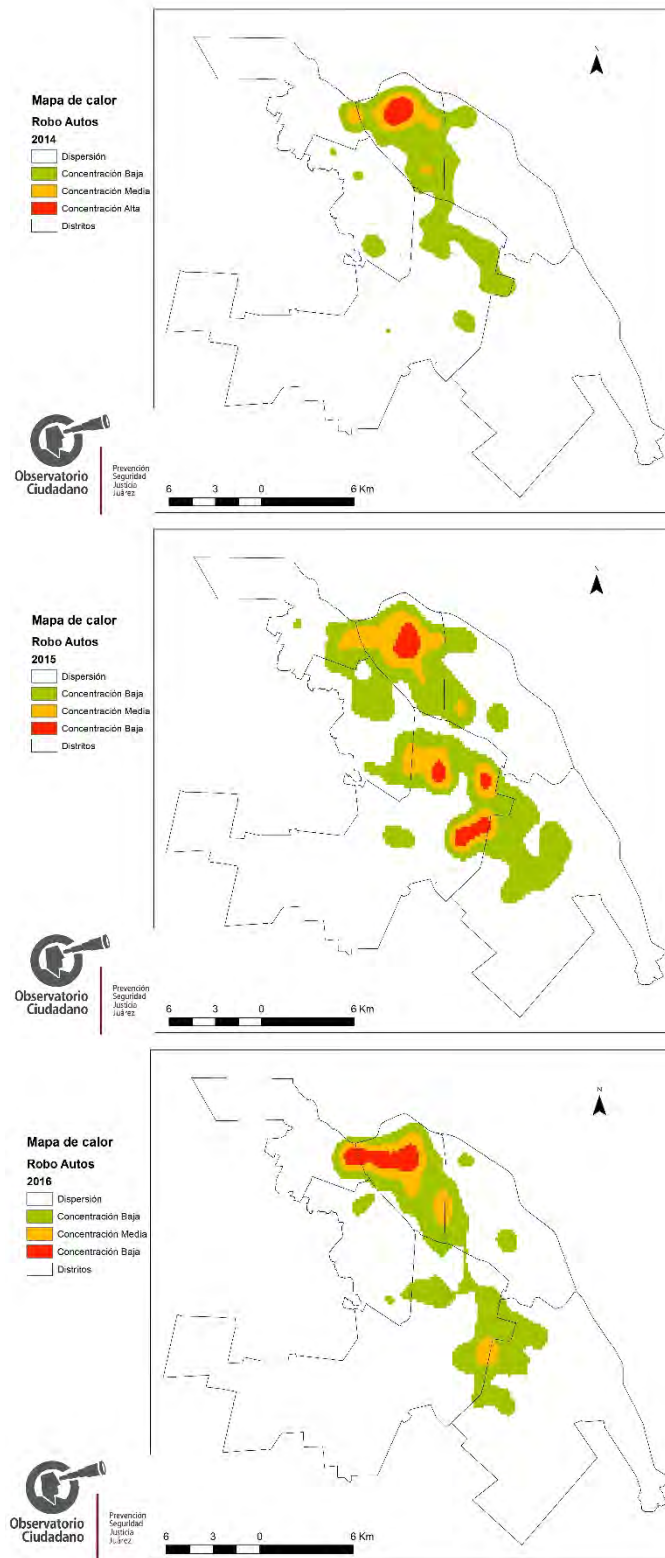 Mapa de calor
Robo Autos
2014
Dispersión
Concentración Baja
Concentración Media
Concentración Alta
Distritos
N
Observatorio
Ciudadano
Prevención
Seguridad
Justicia
Juárez
6 3 0 6 Km
Mapa de calor
Robo Autos
2015
Dispersión
Concentración Baja
Concentración Media
Concentración Baja
Distritos
N
Observatorio
Ciudadano
Prevención
Seguridad
Justicia
Juárez
6 3 0 6 Km
Mapa de calor
Robo Autos
2016
Dispersión
Concentración Baja
Concentración Media
Concentración Baja
Distritos
N
Observatorio
Ciudadano
Prevención
Seguridad
Justicia
Juárez
6 3 0 6 Km